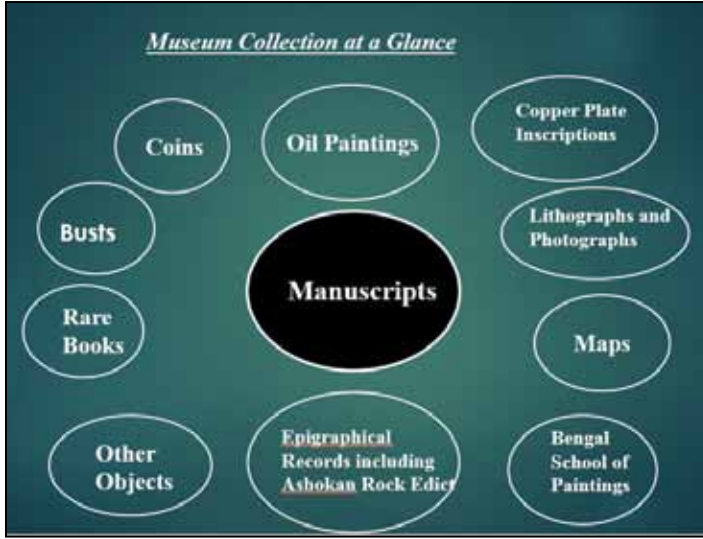 Museum Collection at a Glance
Coins
Oil Paintings
Copper Plate
Inscriptions
Busts
Lithographs and
Photographs
Manuscripts
Rare
Books
Maps
Other
Objects
Epigraphical
Records including
Ashokan Rock Edict
Bengal
School of
Paintings